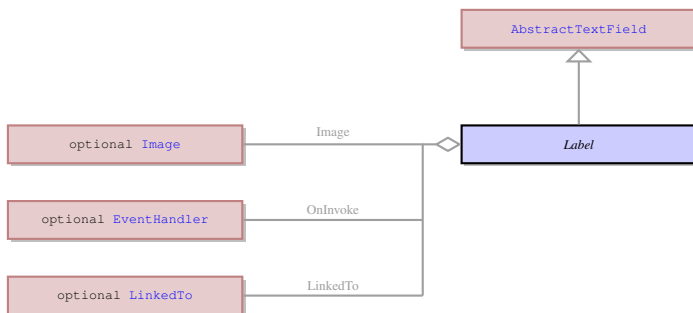 AbstractTextField
Image
optional Image
Label
OnInvoke
optional EventHandler
LinkedTo
optional LinkedTo